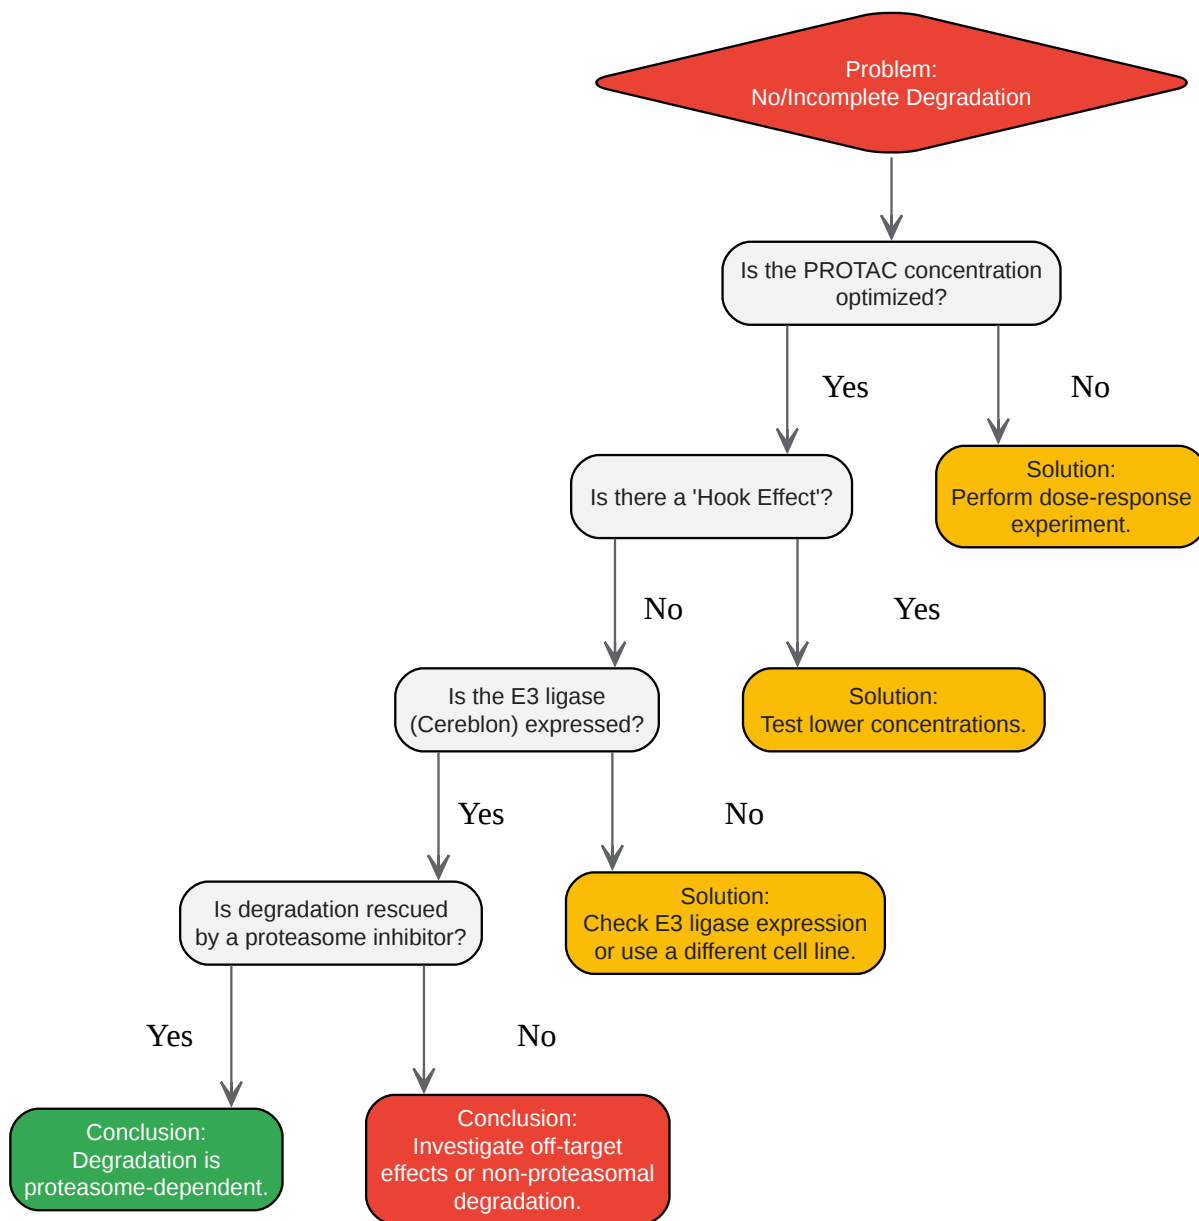 Problem:
No/Incomplete Degradation
Is the PROTAC concentration
optimized?
Yes
No
Is there a 'Hook Effect'?
Solution:
Perform dose-response
experiment.
No
Yes
Is the E3 ligase
(Cereblon) expressed?
Solution:
Test lower concentrations.
Yes
No
Is degradation rescued
by a proteasome inhibitor?
Solution:
Check E3 ligase expression
or use a different cell line.
Yes
No
Conclusion:
Degradation is
proteasome-dependent.
Conclusion:
Investigate off-target
effects or non-proteasomal
degradation.